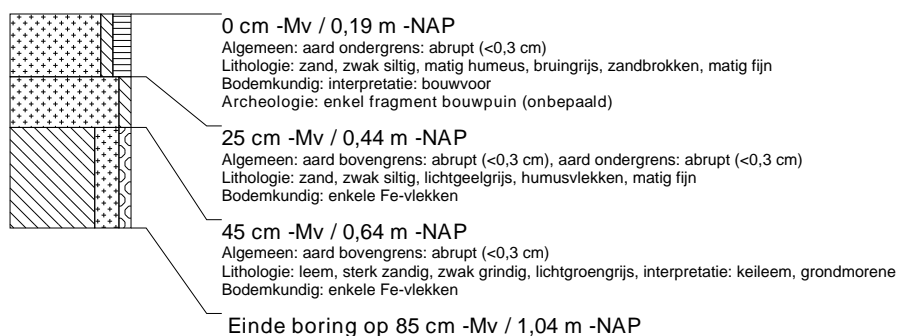 0 cm -Mv / 0,19 m -NAP
Algemeen: aard ondergrens: abrupt (<0,3 cm)
Lithologie: zand, zwak siltig, matig humeus, bruingrijs, zandbrokken, matig fijn
Bodemkundig: interpretatie: bouwvoor
Archeologie: enkel fragment bouwpuin (onbepaald)
25 cm -Mv / 0,44 m -NAP
Algemeen: aard bovengrens: abrupt (<0,3 cm), aard ondergrens: abrupt (<0,3 cm)
Lithologie: zand, zwak siltig, lichtgeelgrijs, humusvlekken, matig fijn
Bodemkundig: enkele Fe-vlekken
45 cm -Mv / 0,64 m -NAP
Algemeen: aard bovengrens: abrupt (<0,3 cm)
Lithologie: leem, sterk zandig, zwak grindig, lichtgroengrijs, interpretatie: keileem, grondmorene
Bodemkundig: enkele Fe-vlekken
Einde boring op 85 cm -Mv / 1,04 m -NAP